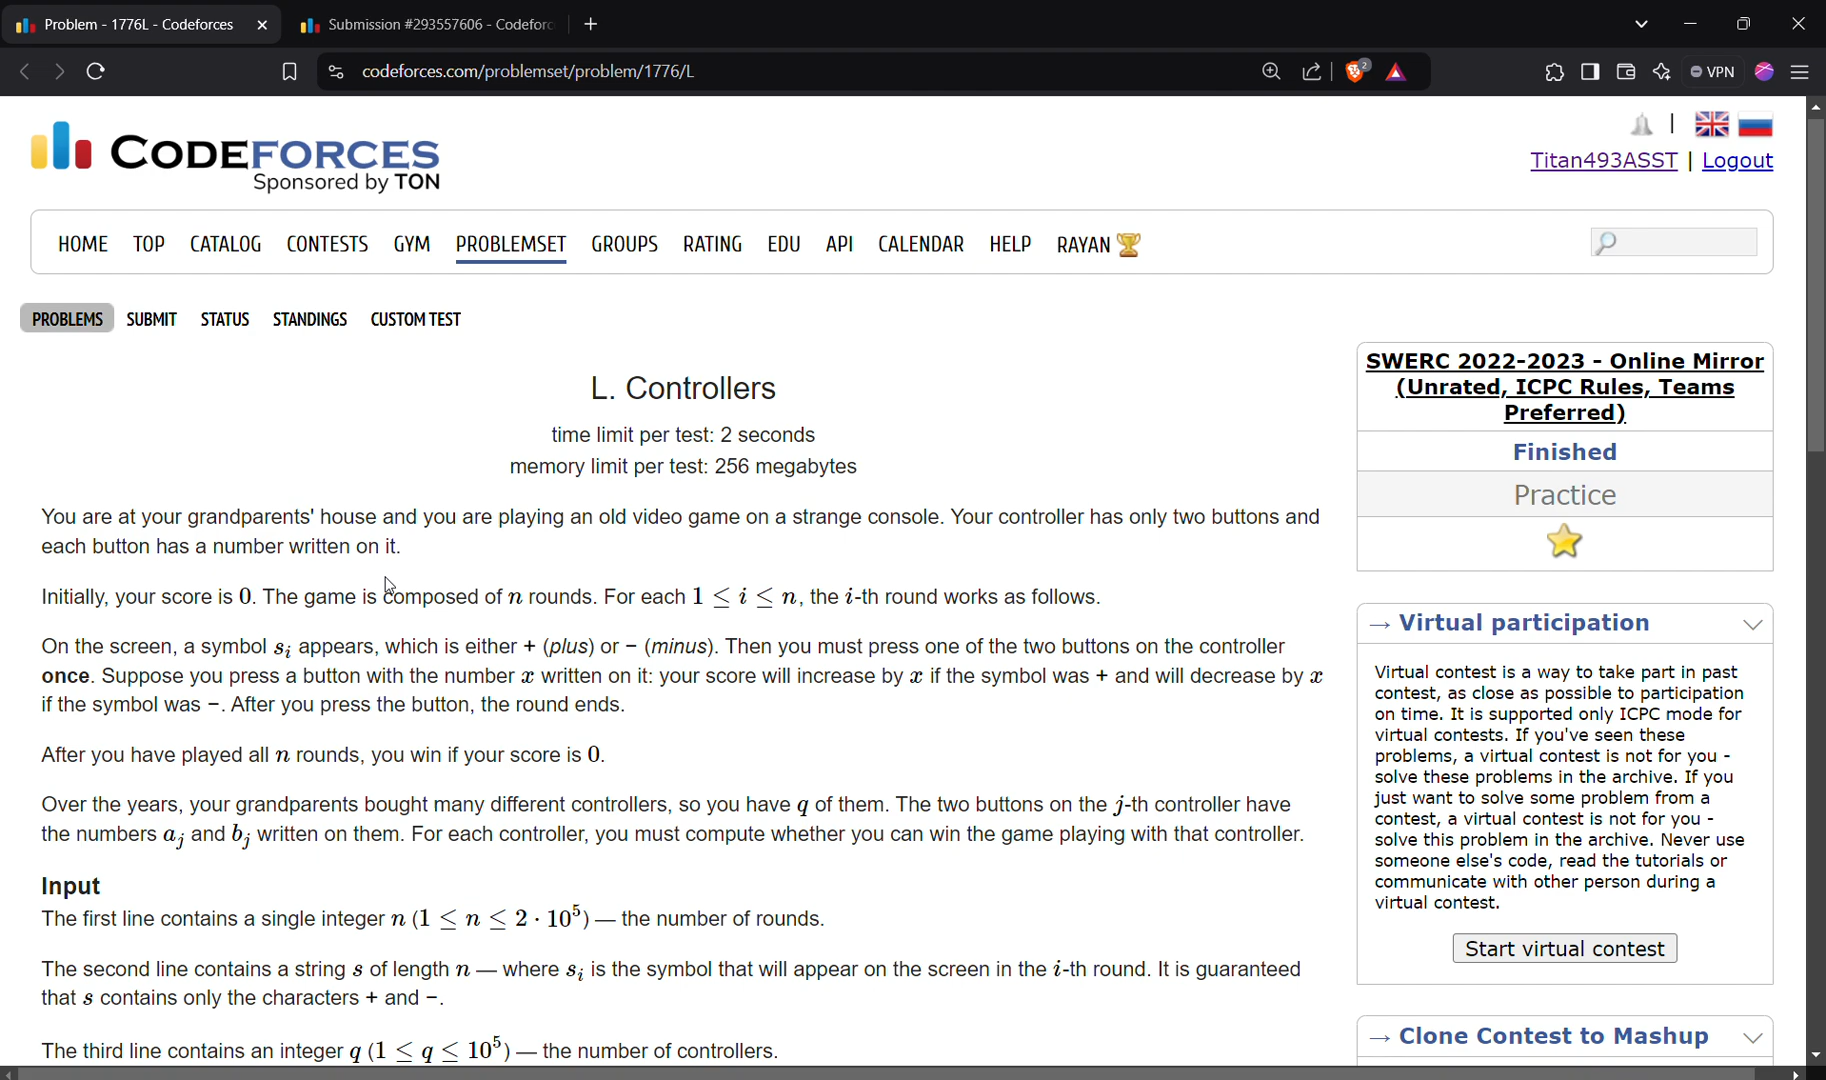 Problem - 1776L - Codeforces
Submission #293557606 - Codeforc
codeforces.com/problemset/problem/1776/L
2
VPN
CODEFORCES
Sponsored by TON
Titan493ASST | Logout
HOME TOP CATALOG CONTESTS GYM PROBLEMSET GROUPS RATING EDU API CALENDAR HELP RAYAN
PROBLEMS SUBMIT STATUS STANDINGS CUSTOM TEST
L. Controllers
time limit per test: 2 seconds
memory limit per test: 256 megabytes
You are at your grandparents' house and you are playing an old video game on a strange console. Your controller has only two buttons and
each button has a number written on it.
Initially, your score is 0. The game is composed of n rounds. For each 1 ≤ i ≤ n, the i-th round works as follows.
On the screen, a symbol sᵢ appears, which is either + (plus) or - (minus). Then you must press one of the two buttons on the controller
once. Suppose you press a button with the number x written on it: your score will increase by x if the symbol was + and will decrease by x
if the symbol was -. After you press the button, the round ends.
After you have played all n rounds, you win if your score is 0.
Over the years, your grandparents bought many different controllers, so you have q of them. The two buttons on the j-th controller have
the numbers aⱼ and bⱼ written on them. For each controller, you must compute whether you can win the game playing with that controller.
Input
The first line contains a single integer n (1 ≤ n ≤ 2 · 10⁵) — the number of rounds.
The second line contains a string s of length n — where sᵢ is the symbol that will appear on the screen in the i-th round. It is guaranteed
that s contains only the characters + and -.
The third line contains an integer q (1 ≤ q ≤ 10⁵) — the number of controllers.
SWERC 2022-2023 - Online Mirror
(Unrated, ICPC Rules, Teams
Preferred)
Finished
Practice
→ Virtual participation
Virtual contest is a way to take part in past
contest, as close as possible to participation
on time. It is supported only ICPC mode for
virtual contests. If you've seen these
problems, a virtual contest is not for you -
solve these problems in the archive. If you
just want to solve some problem from a
contest, a virtual contest is not for you -
solve this problem in the archive. Never use
someone else's code, read the tutorials or
communicate with other person during a
virtual contest.
Start virtual contest
→ Clone Contest to Mashup